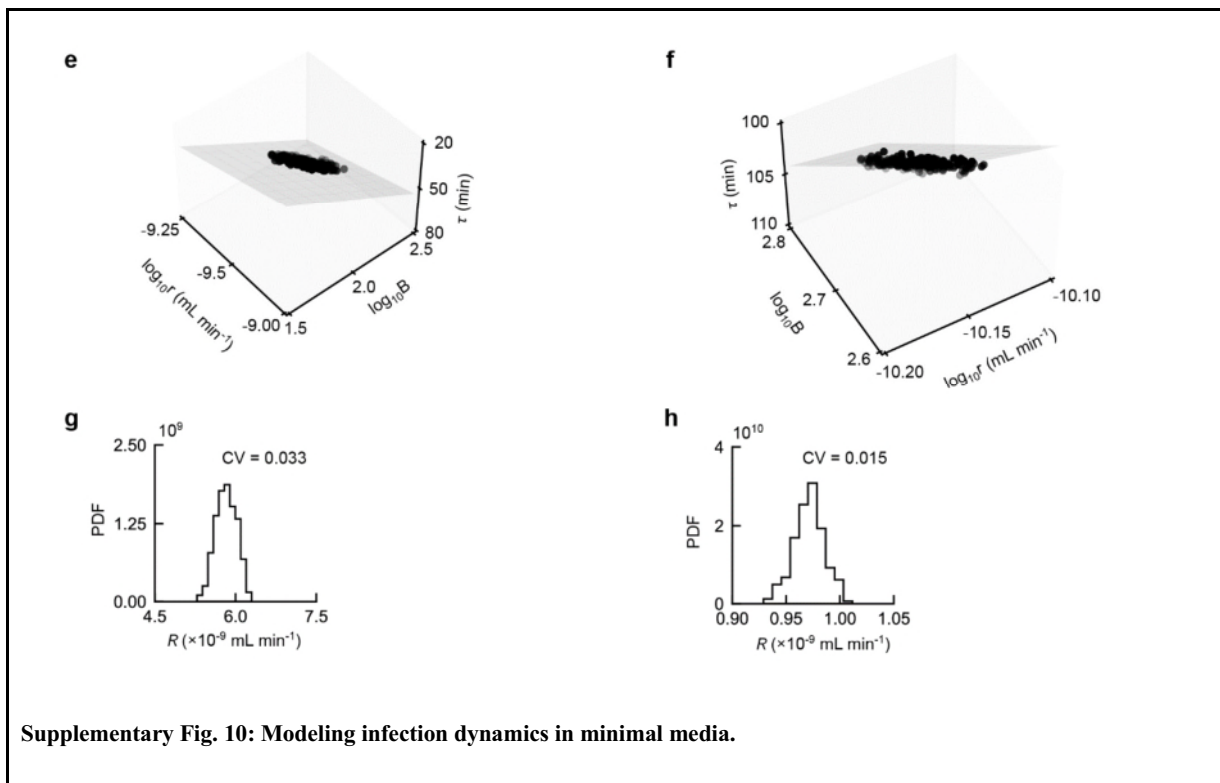 e
20
50
80
τ (min)
2.5
2.0
1.5
log10B
-9.25
-9.5
-9.00
log10r (mL min⁻¹)
f
100
105
110
τ (min)
2.8
2.7
2.6
log10B
-10.20
-10.15
-10.10
log10r (mL min⁻¹)
g
10⁹
2.50
1.25
0.00
PDF
CV = 0.033
4.5 6.0 7.5
R (×10⁻⁹ mL min⁻¹)
h
10¹⁰
4
2
0
PDF
CV = 0.015
0.90 0.95 1.00 1.05
R (×10⁻⁹ mL min⁻¹)
Supplementary Fig. 10: Modeling infection dynamics in minimal media.